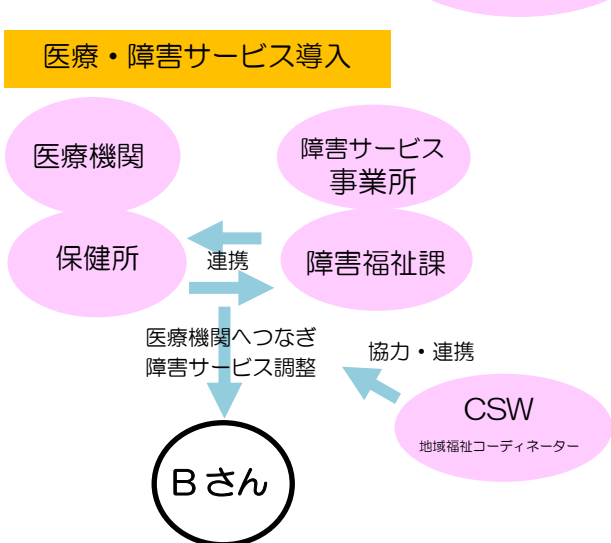 医療・障害サービス導入
医療機関
障害サービス
事業所
保健所
連携
障害福祉課
医療機関へつなぎ
障害サービス調整
協力・連携
CSW
地域福祉コーディネーター
Bさん